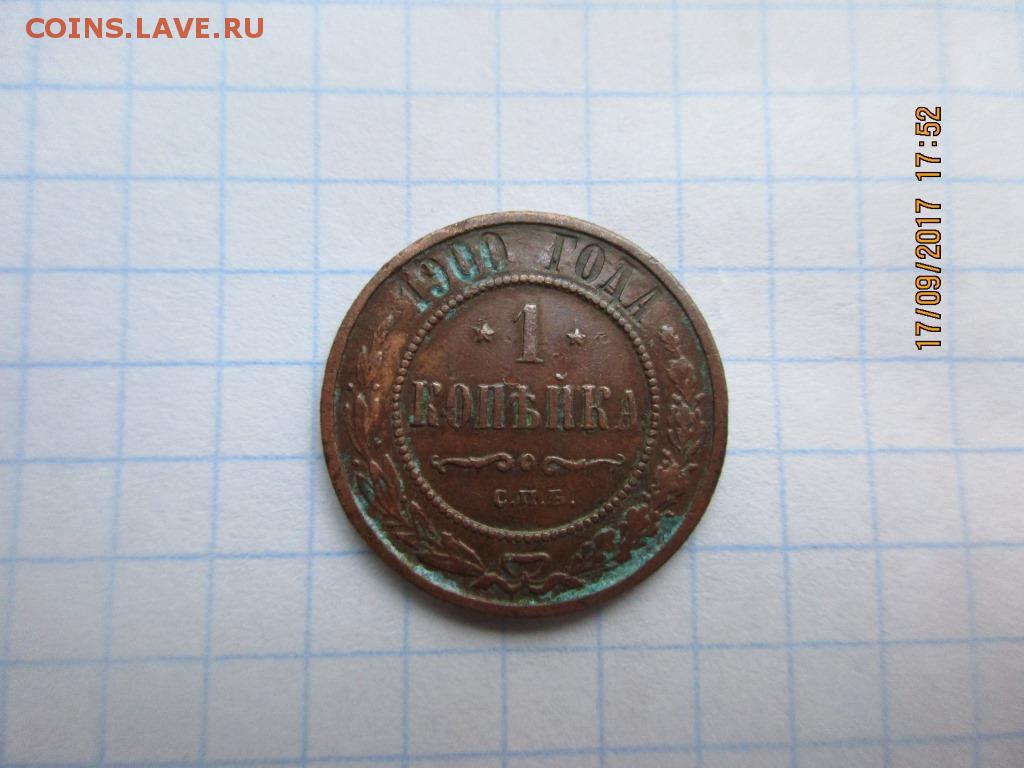 COINS.LAVE.RU
17/09/2017 17:52
1900 ГОДА
1
КОПѢЙКА
С.П.Б.